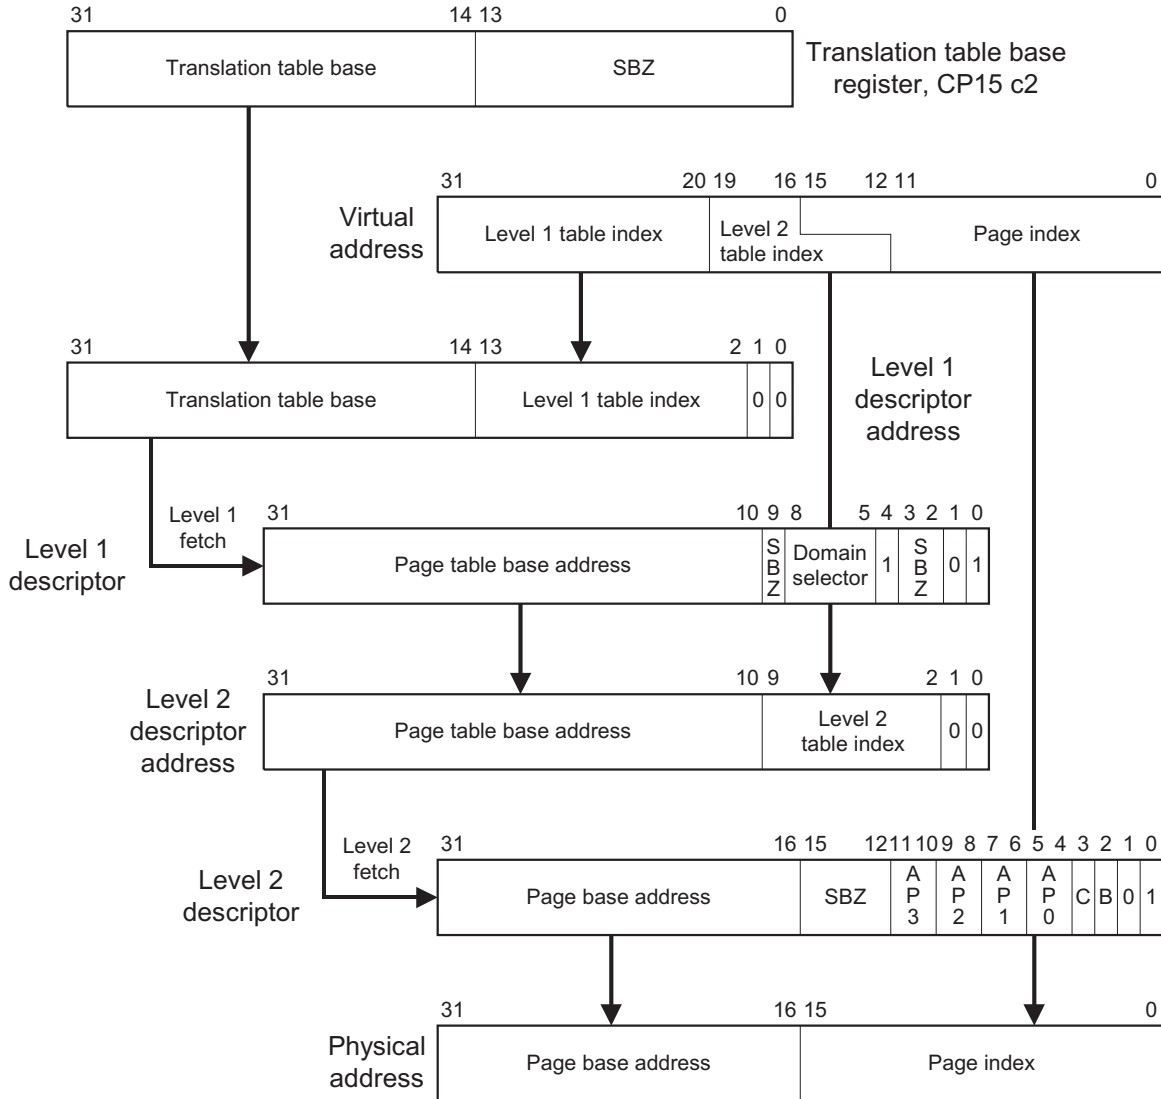 31 14 13 0
Translation table base SBZ
Translation table base
register, CP15 c2
31 20 19 16 15 12 11 0
Virtual
address
Level 1 table index
Level 2
table index
Page index
31 14 13 2 1 0
Translation table base Level 1 table index 0 0
Level 1
descriptor
address
Level 1
fetch
31 10 9 8 5 4 3 2 1 0
Level 1
descriptor
Page table base address
S
B
Z
Domain
selector
1
S
B
Z
0 1
31 10 9 2 1 0
Level 2
descriptor
address
Page table base address
Level 2
table index
0 0
Level 2
fetch
31 16 15 12 11 10 9 8 7 6 5 4 3 2 1 0
Level 2
descriptor
Page base address SBZ
A
P
3
A
P
2
A
P
1
A
P
0
C B 0 1
31 16 15 0
Physical
address
Page base address Page index